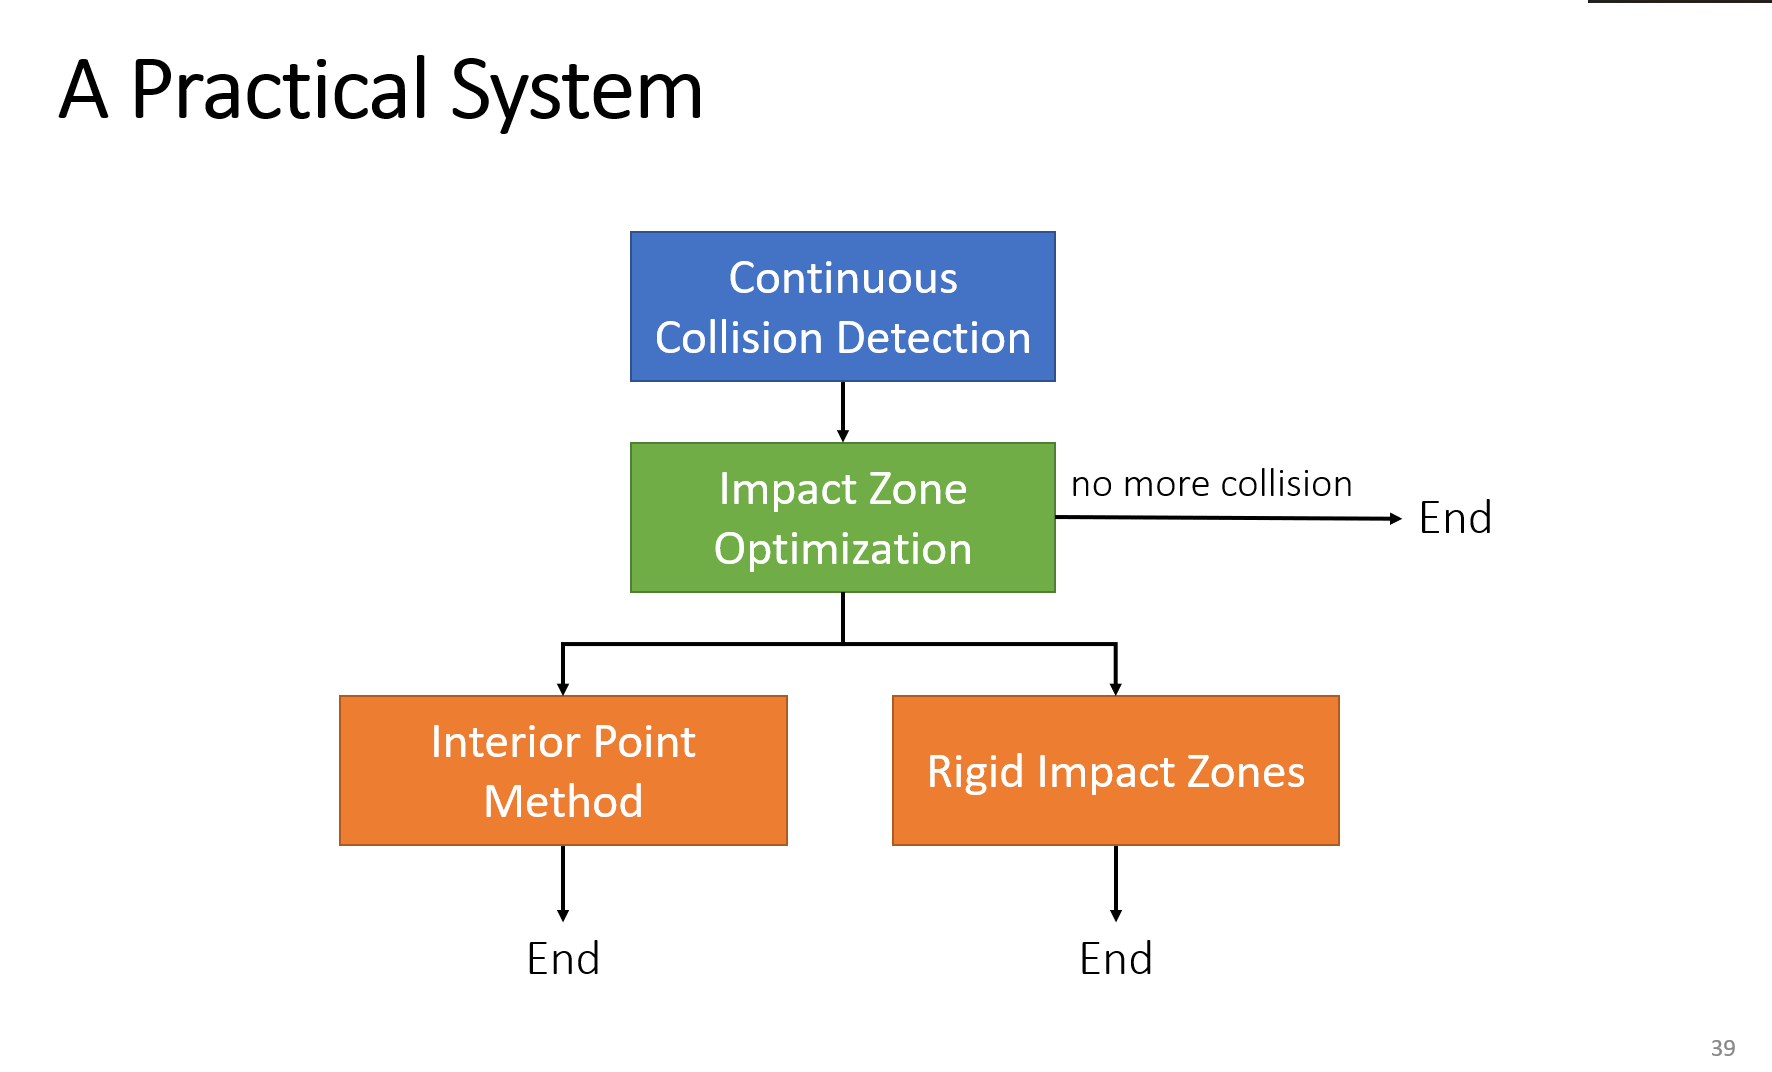 A Practical System
Continuous
Collision Detection
Impact Zone
Optimization
no more collision
End
Interior Point
Method
Rigid Impact Zones
End
End
39